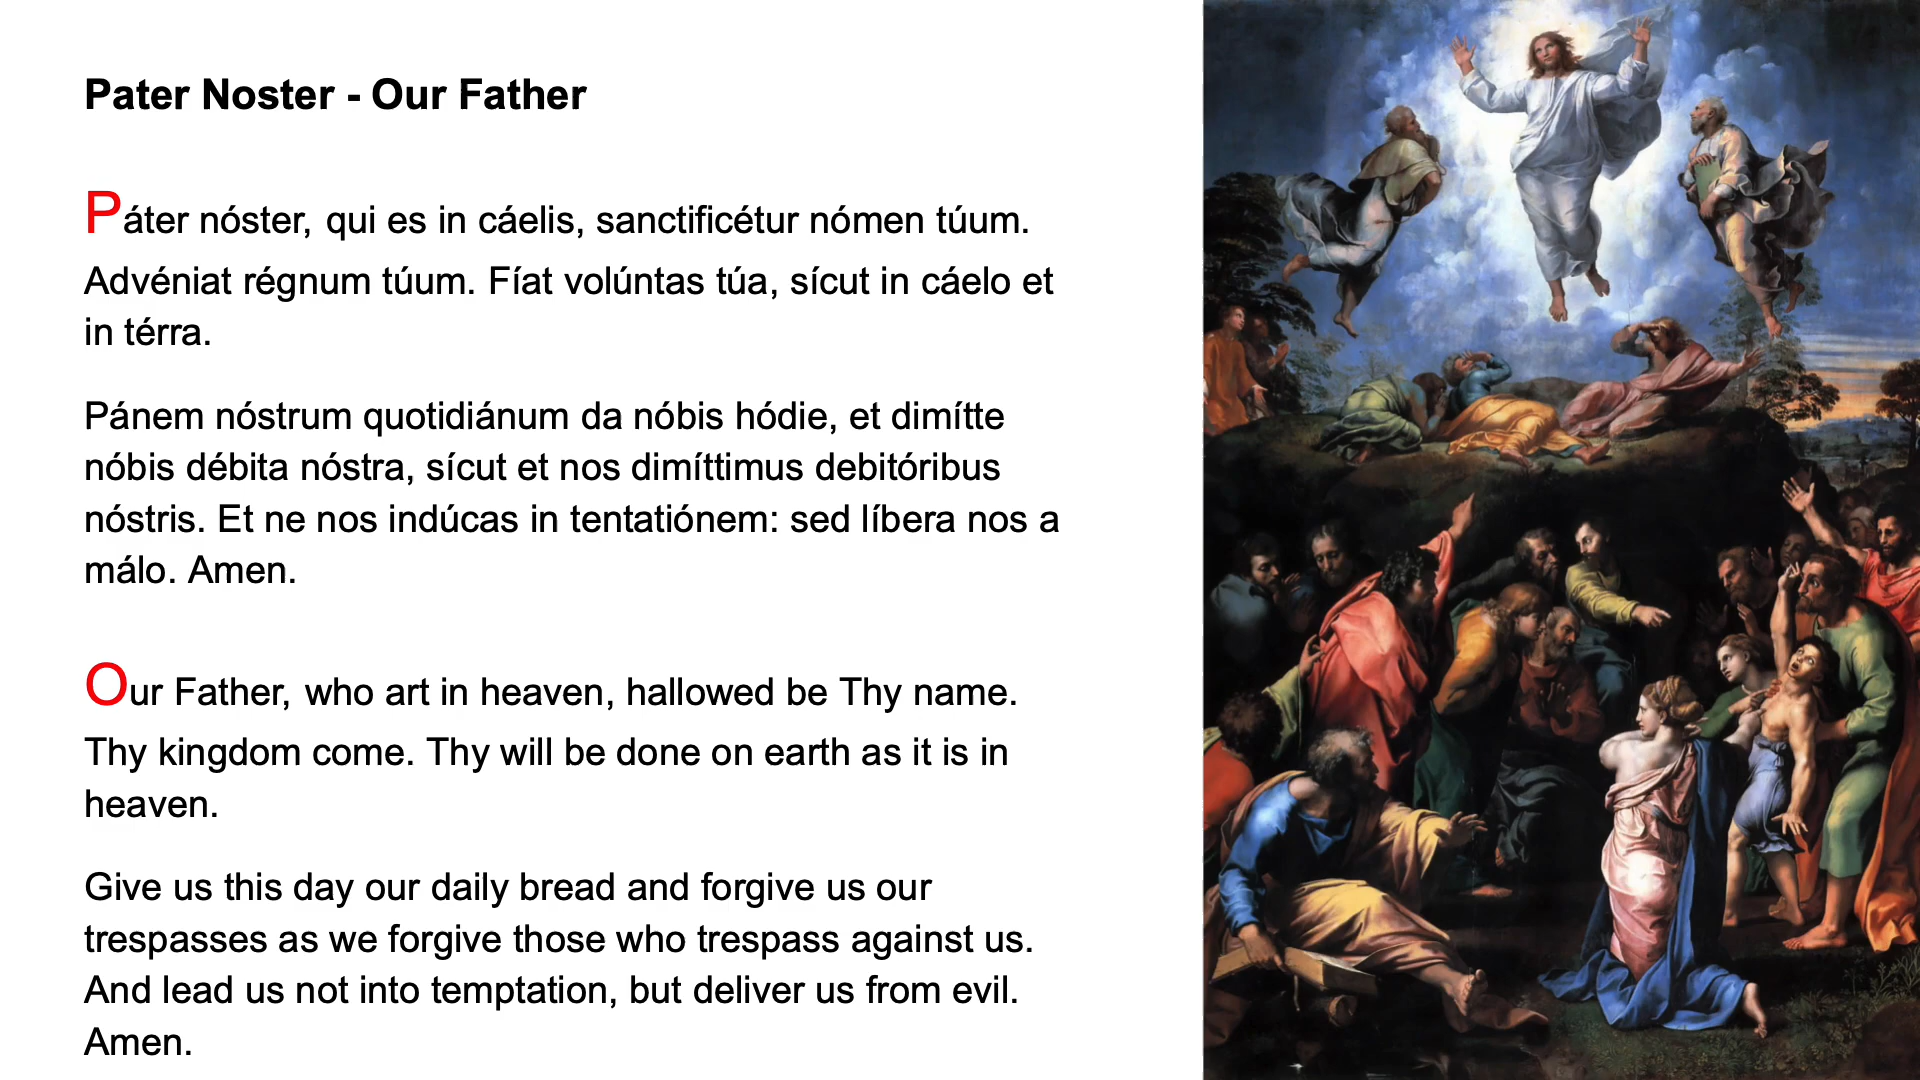 Pater Noster - Our Father
Páter nóster, qui es in cáelis, sanctificétur nómen túum.
Advéniat régnum túum. Fíat volúntas túa, sícut in cáelo et
in térra.
Pánem nóstrum quotidiánum da nóbis hódie, et dimítte
nóbis débita nóstra, sícut et nos dimíttimus debitóribus
nóstris. Et ne nos indúcas in tentatiónem: sed líbera nos a
málo. Amen.
Our Father, who art in heaven, hallowed be Thy name.
Thy kingdom come. Thy will be done on earth as it is in
heaven.
Give us this day our daily bread and forgive us our
trespasses as we forgive those who trespass against us.
And lead us not into temptation, but deliver us from evil.
Amen.